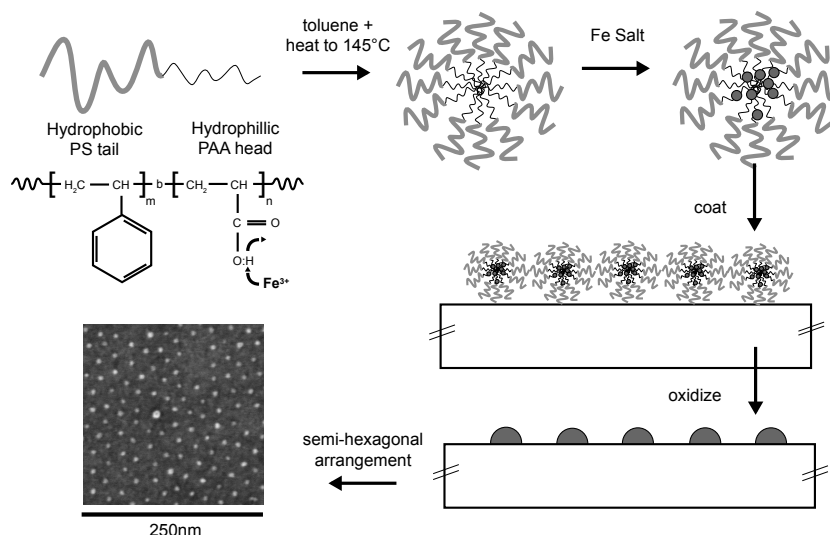 toluene +
heat to 145°C
Fe Salt
Hydrophobic
PS tail
Hydrophillic
PAA head
H₂C
CH
m
b
CH₂
CH
n
C
O
O:H
Fe³⁺
coat
oxidize
semi-hexagonal
arrangement
250nm